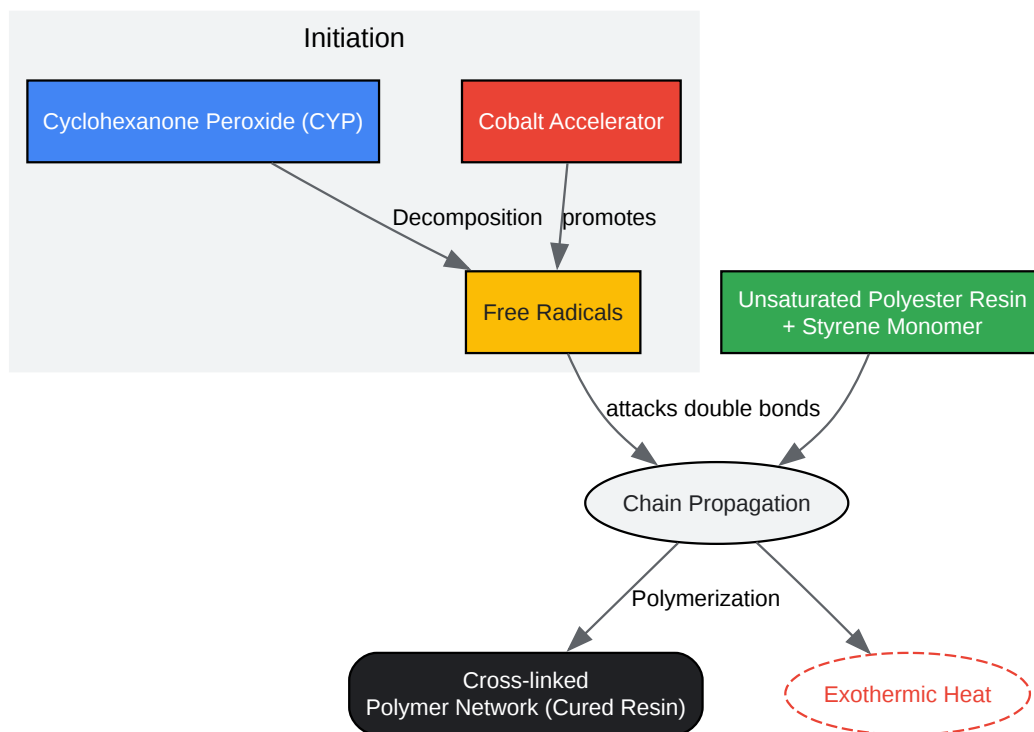 Initiation
Cyclohexanone Peroxide (CYP)
Cobalt Accelerator
Decomposition
promotes
Free Radicals
Unsaturated Polyester Resin
+ Styrene Monomer
attacks double bonds
Chain Propagation
Polymerization
Cross-linked
Polymer Network (Cured Resin)
Exothermic Heat